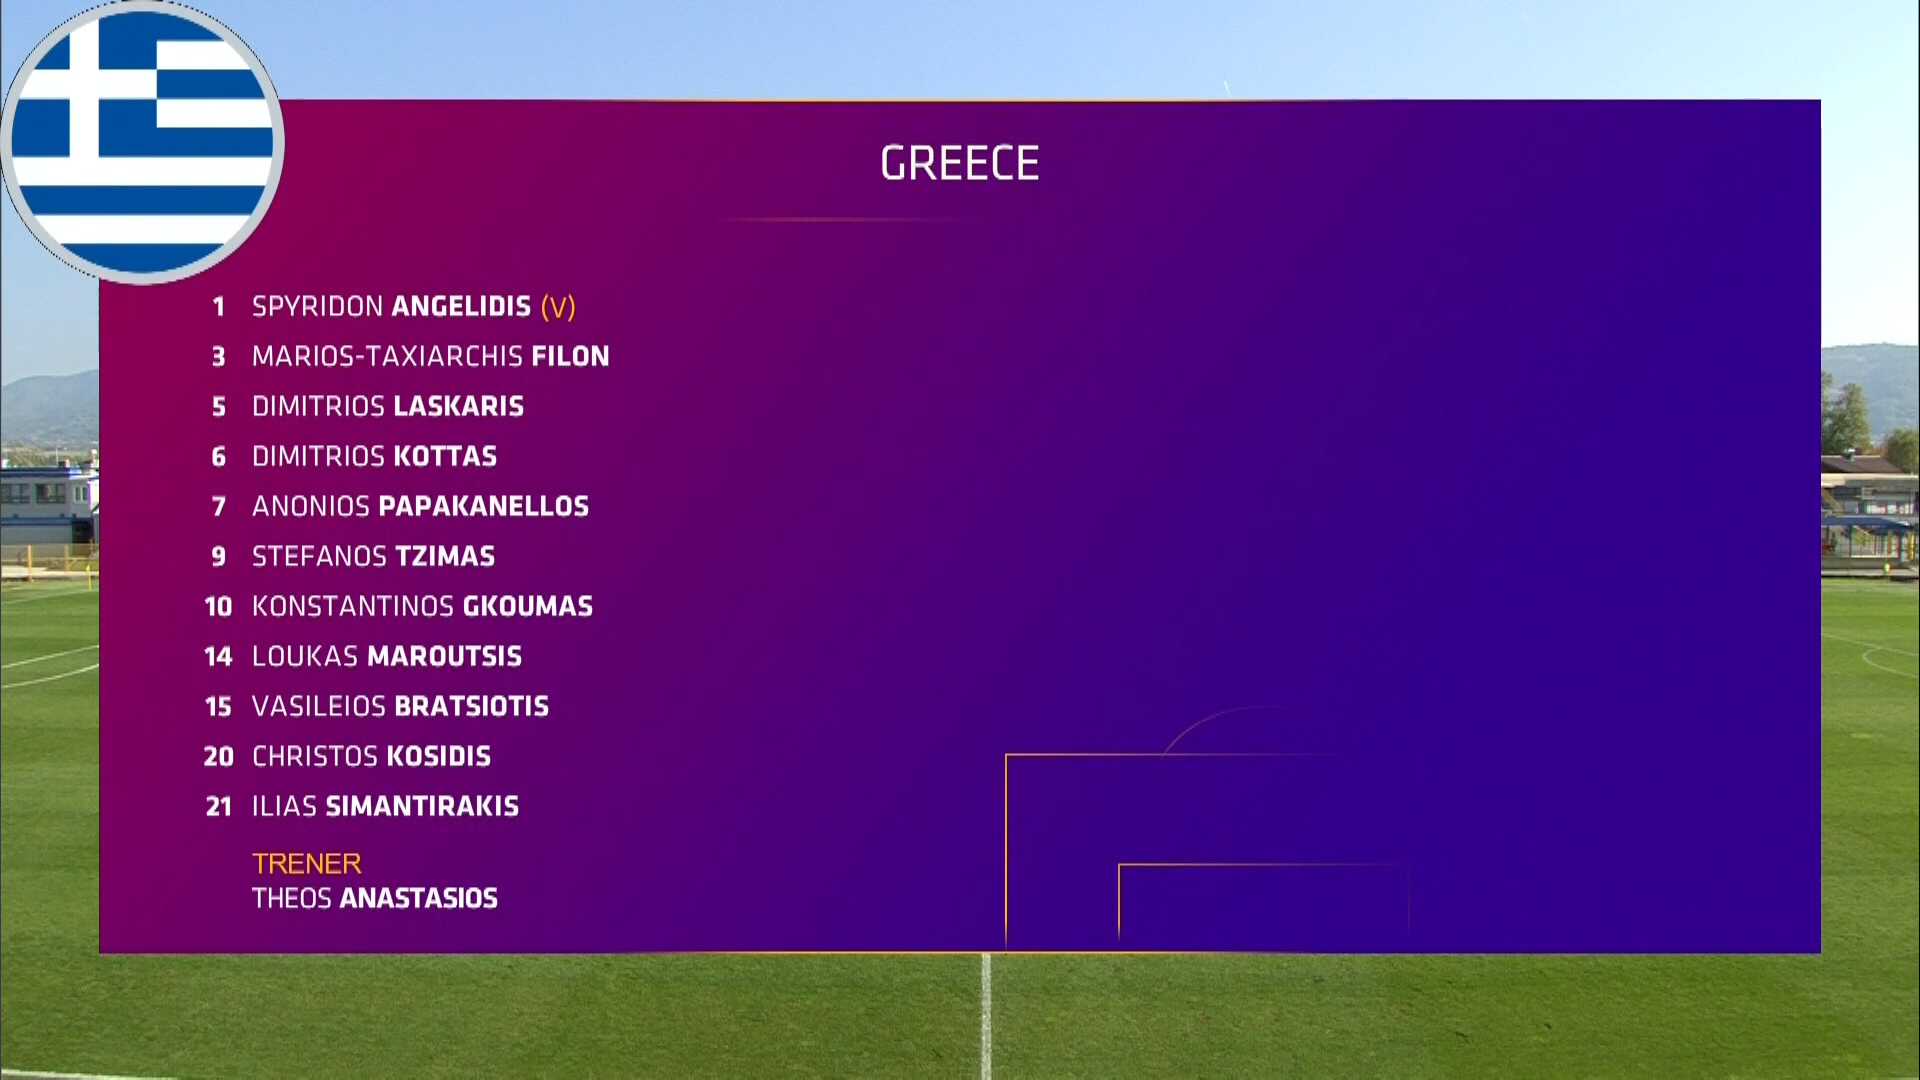 GREECE
1 SPYRIDON ANGELIDIS (V)
3 MARIOS-TAXIARCHIS FILON
5 DIMITRIOS LASKARIS
6 DIMITRIOS KOTTAS
7 ANONIOS PAPAKANELLOS
9 STEFANOS TZIMAS
10 KONSTANTINOS GKOUMAS
14 LOUKAS MAROUTSIS
15 VASILEIOS BRATSIOTIS
20 CHRISTOS KOSIDIS
21 ILIAS SIMANTIRAKIS
TRENER
THEOS ANASTASIOS